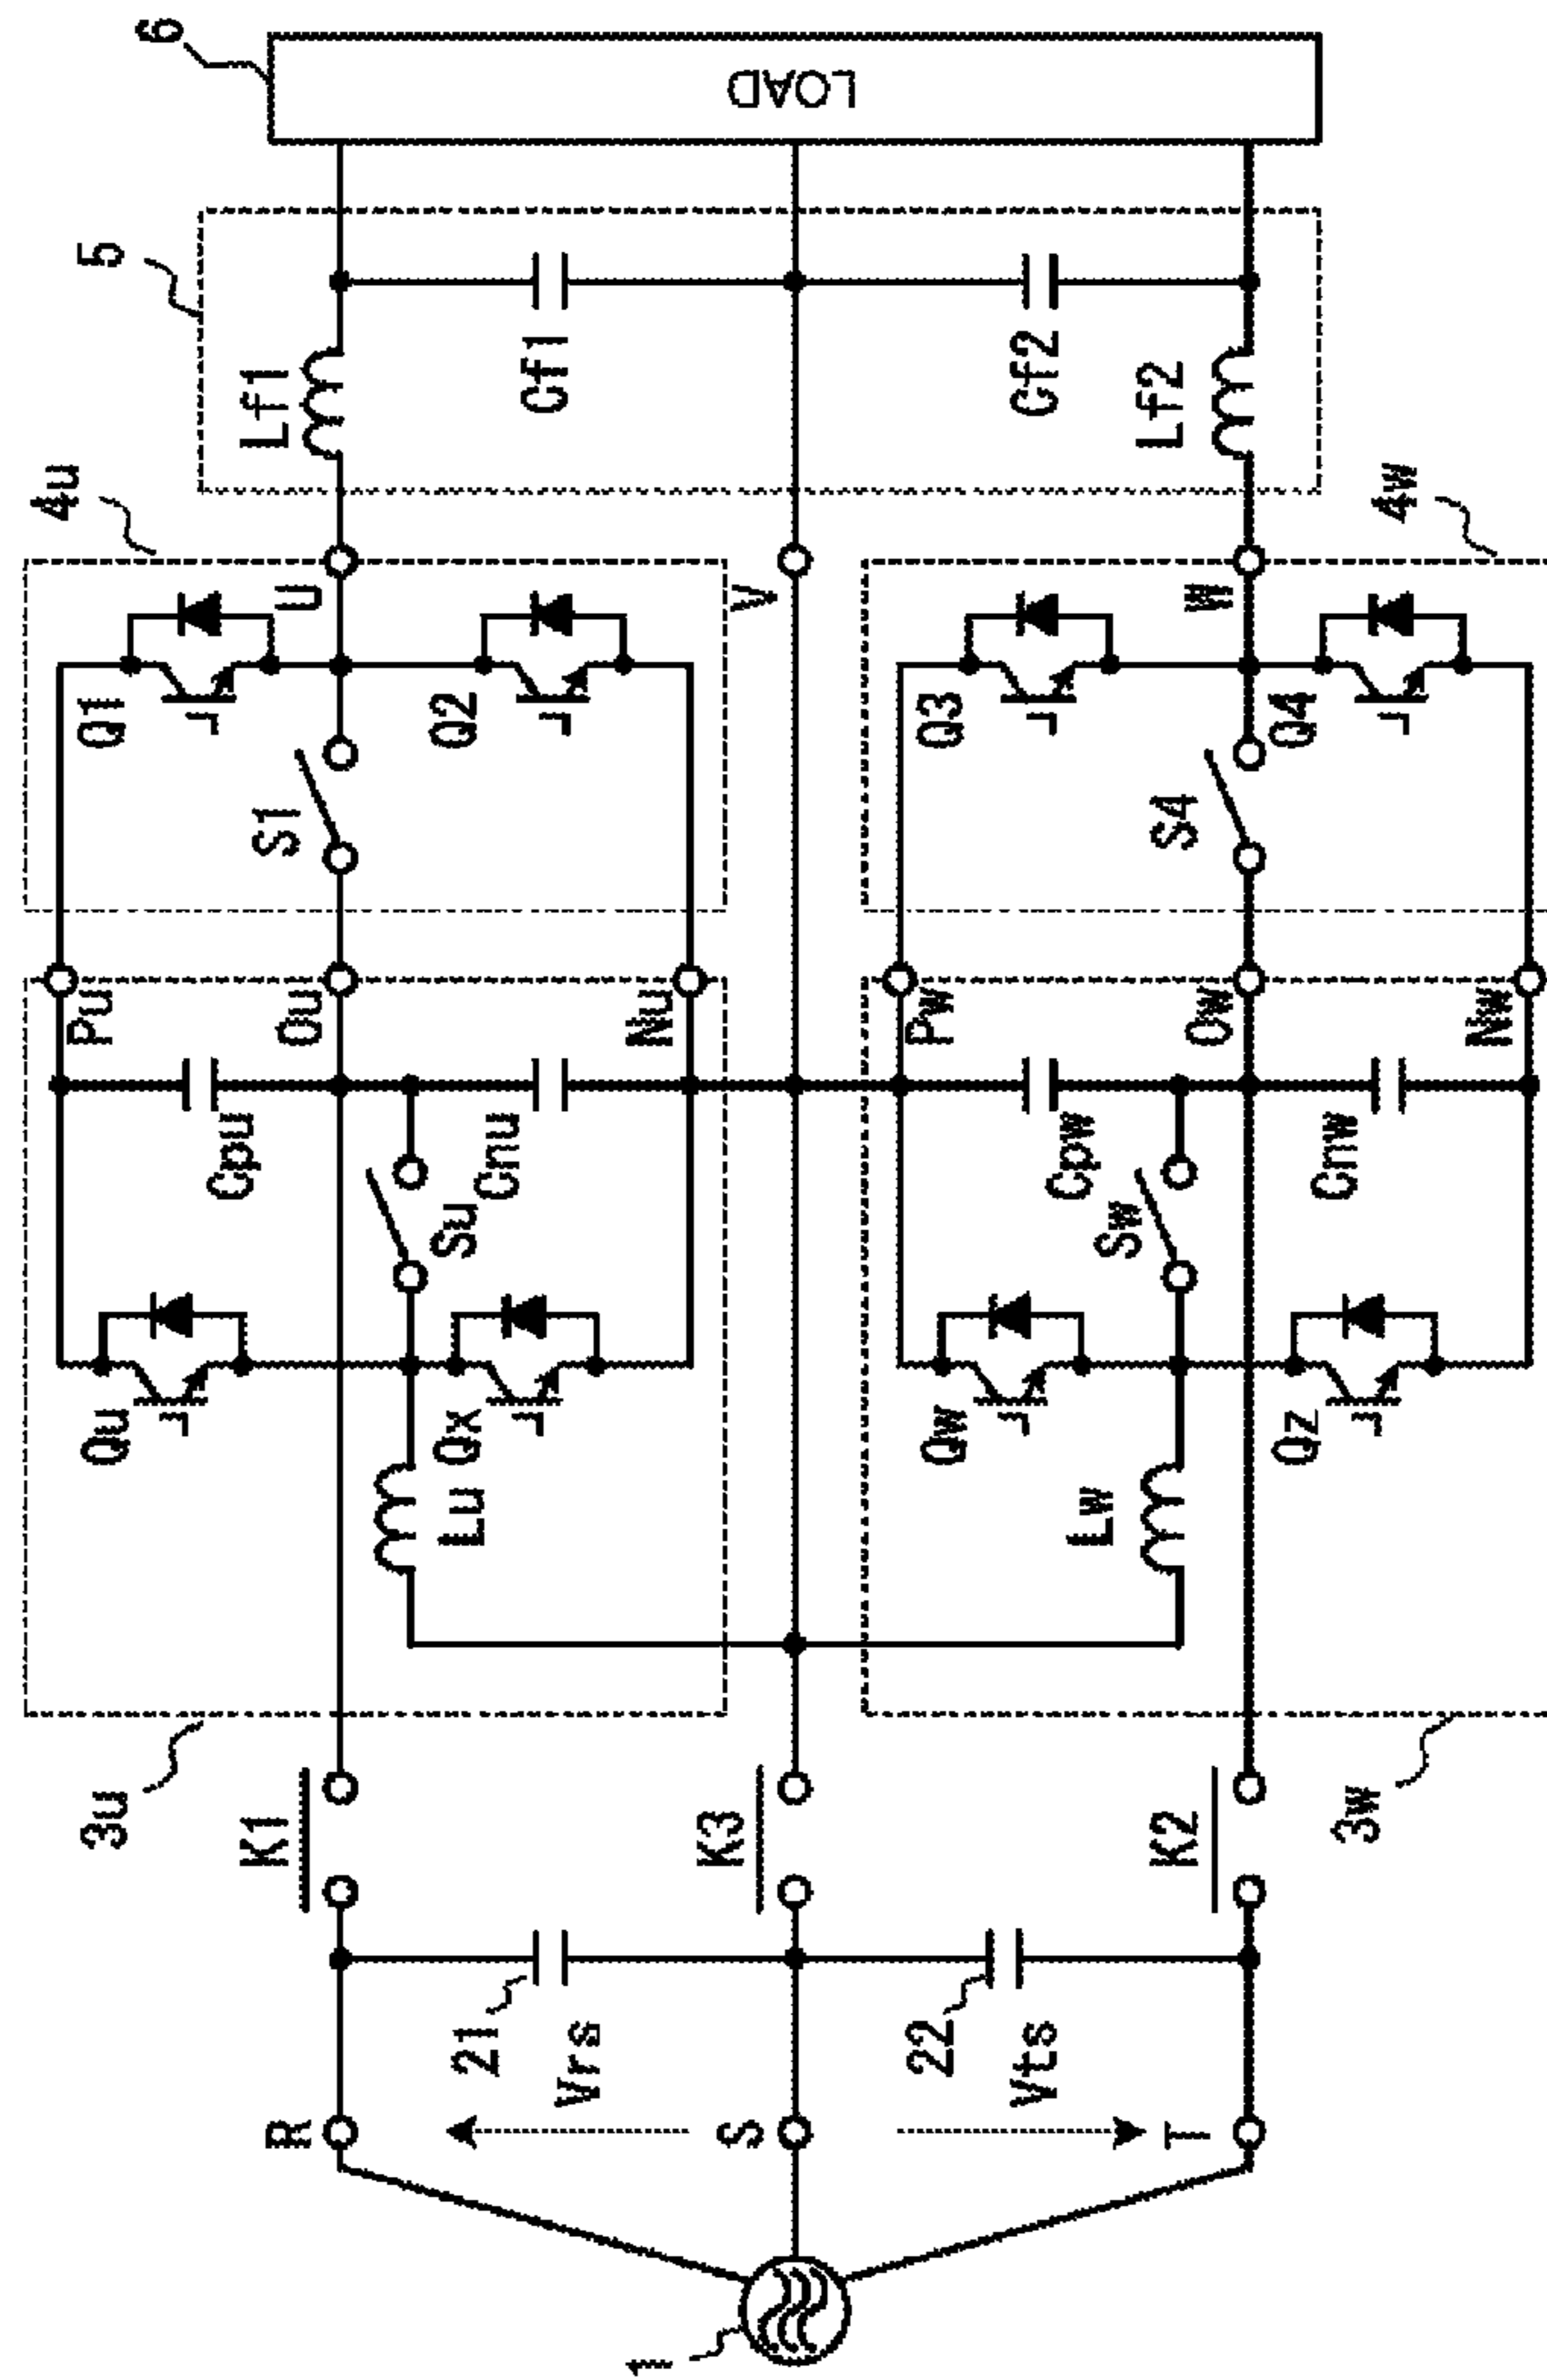 1
R
S
T
21
Vrs
22
Vts
K1
K3
K2
3u
3w
Lu
Lw
Qu
Qx
Qw
Qz
Su
Sw
Cpu
Cnu
Cpw
Cnw
Pu
Ou
Nu
Pw
Ow
Nw
S1
S4
Q1
Q2
Q3
Q4
U
V
W
4u
4w
Lf1
Cf1
Cf2
Lf2
5
LOAD
6